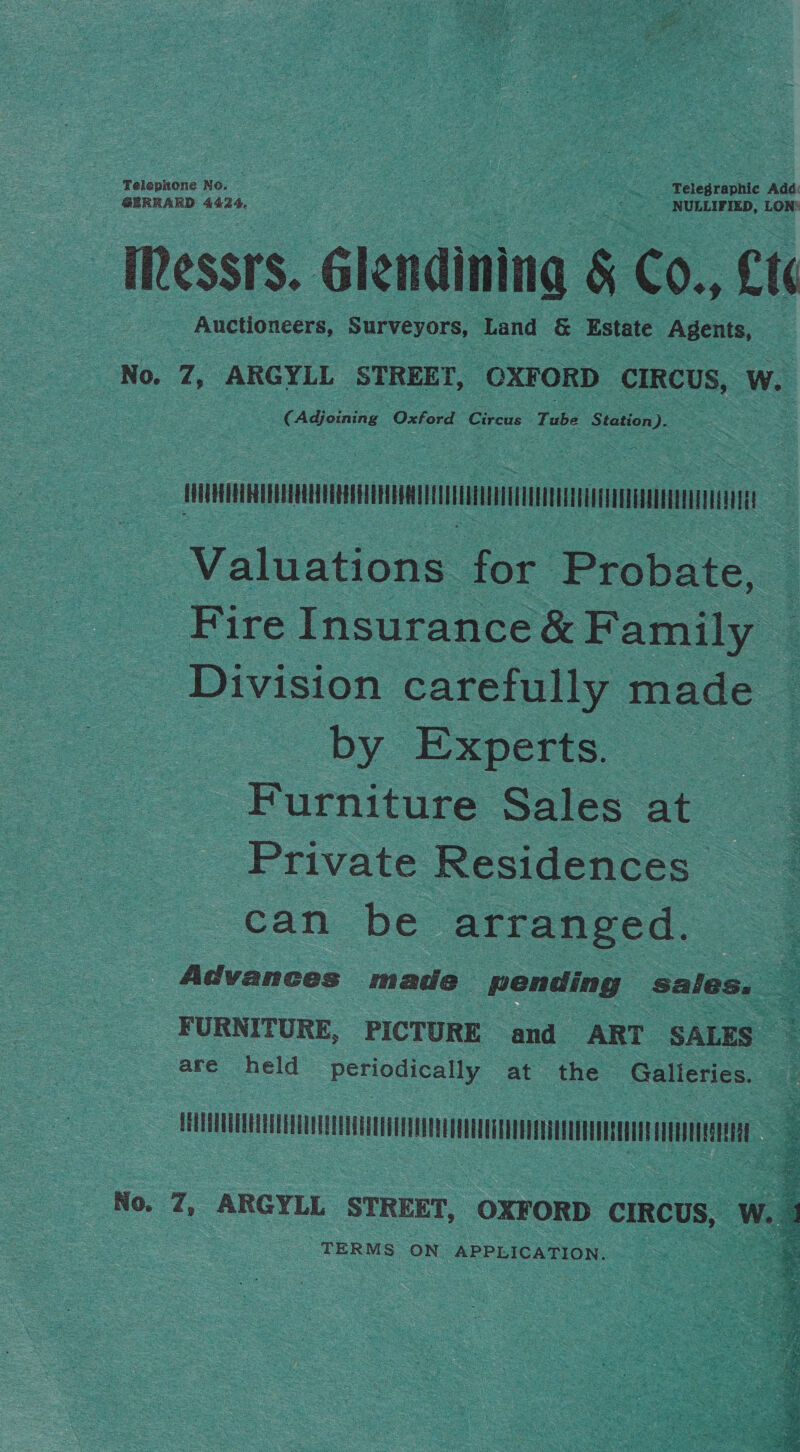 Telephone No. Telegraphic Add
GERRARD 4424. NULLIFIED, LON
Messrs. Glendining & Co., Lt
Auctioneers, Surveyors, Land & Estate Agents,
No. 7, ARGYLL STREET, OXFORD CIRCUS, W.
(Adjoining Oxford Circus Tube Station).
Valuations for Probate,
Fire Insurance & Family
Division carefully made
by Experts.
Furniture Sales at
Private Residences
can be arranged.
Advances made pending sales.
FURNITURE, PICTURE and ART SALES
are held periodically at the Galleries.
No. 7, ARGYLL STREET, OXFORD CIRCUS, W.
TERMS ON APPLICATION.